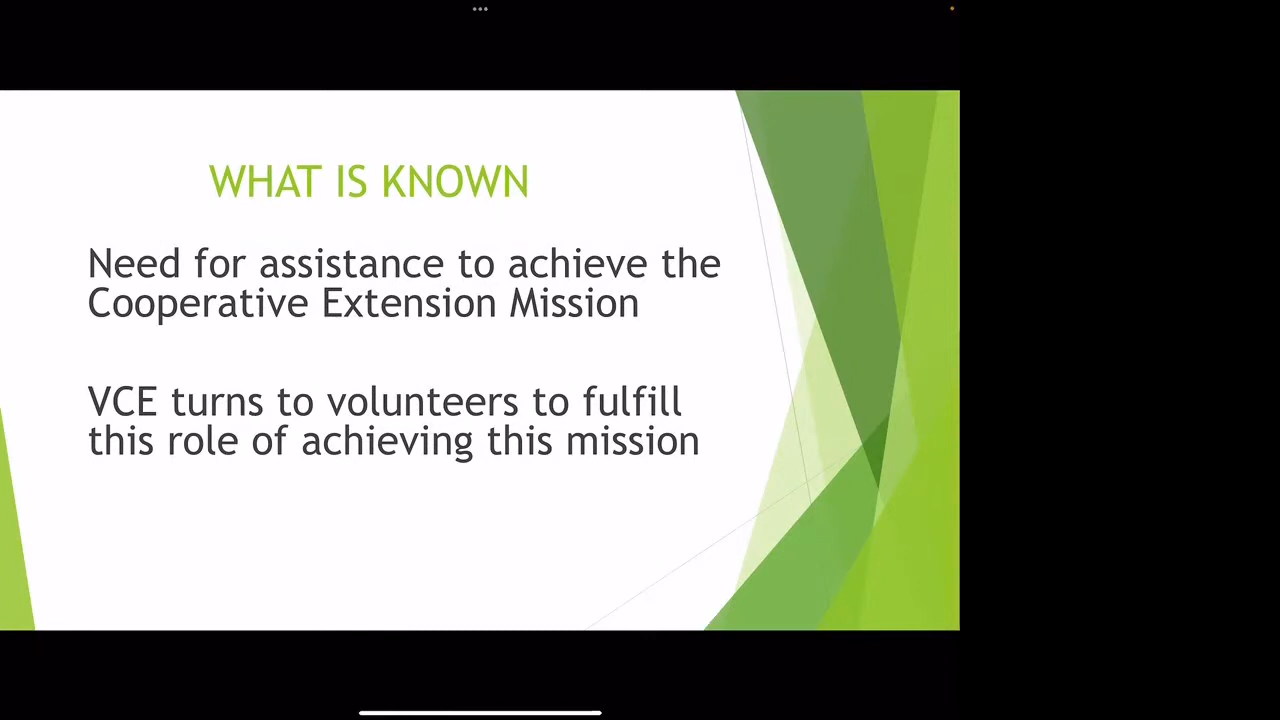 WHAT IS KNOWN
Need for assistance to achieve the
Cooperative Extension Mission
VCE turns to volunteers to fulfill
this role of achieving this mission